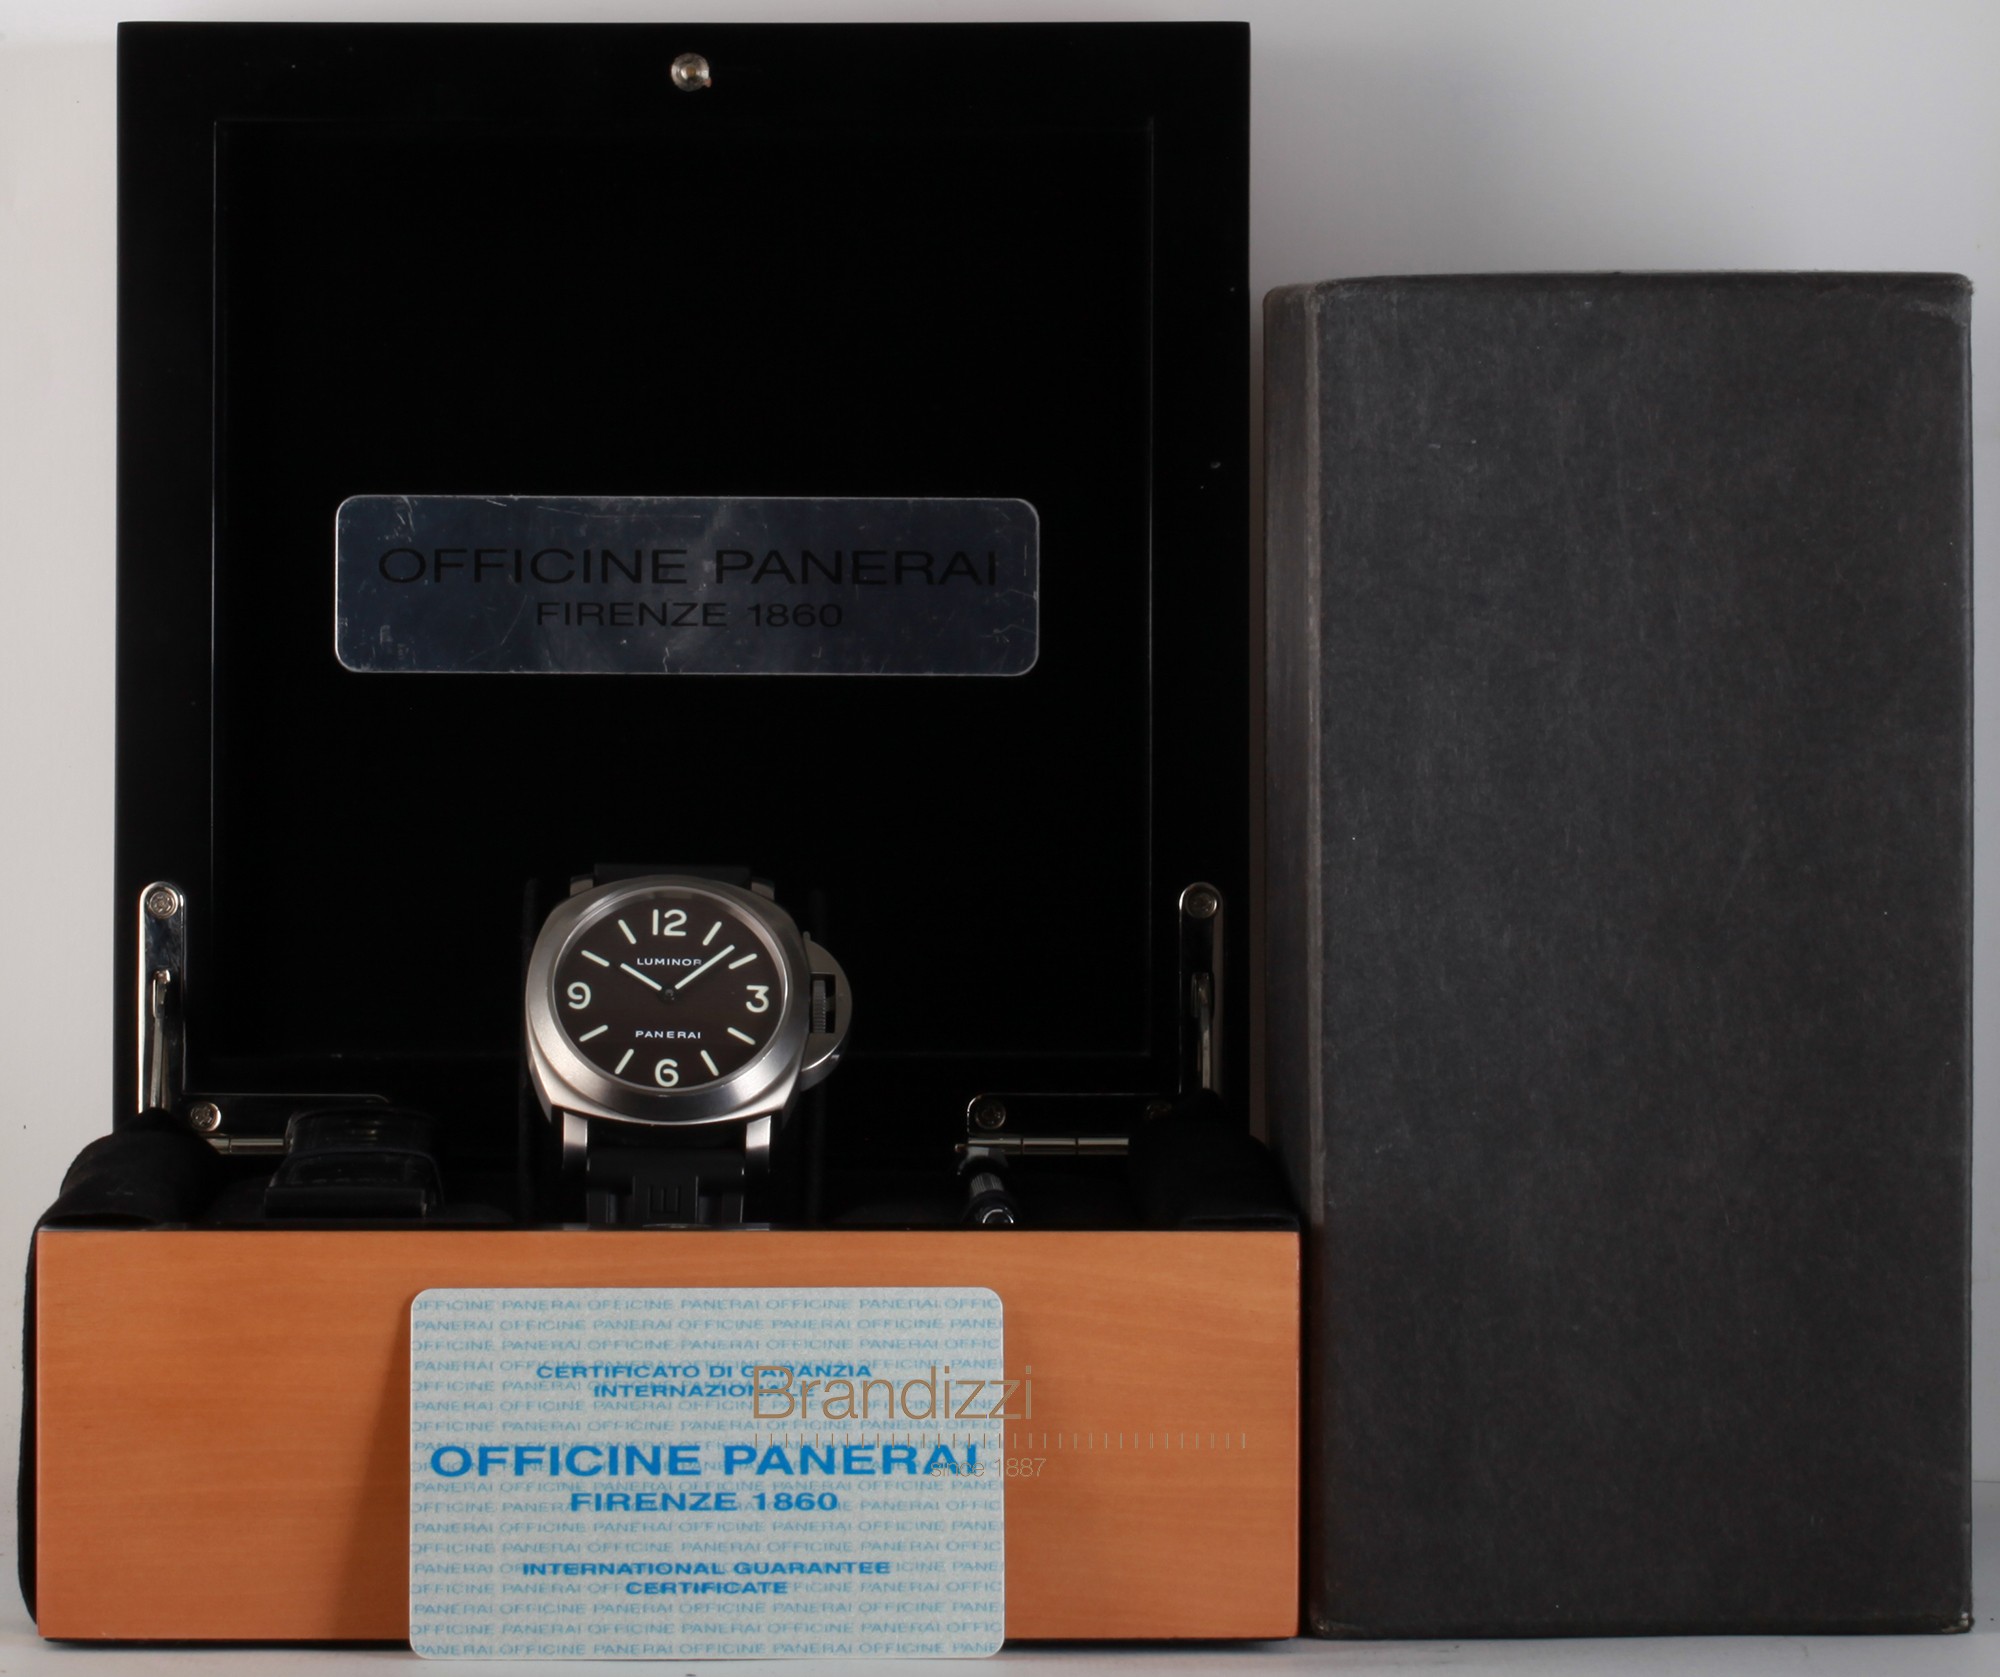 OFFICINE PANERAI
FIRENZE 1860
12
LUMINOR
9
3
PANERAI
6
CERTIFICATO DI GARANZIA
INTERNAZIONALE
Brandizzi
OFFICINE PANERAI
since 1887
FIRENZE 1860
INTERNATIONAL GUARANTEE
CERTIFICATE